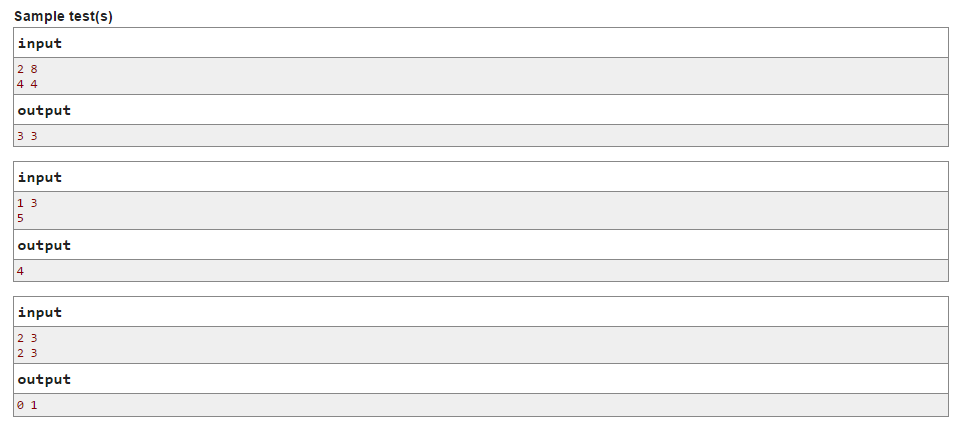 Sample test(s)
input
2 8
4 4
output
3 3
input
1 3
5
output
4
input
2 3
2 3
output
0 1